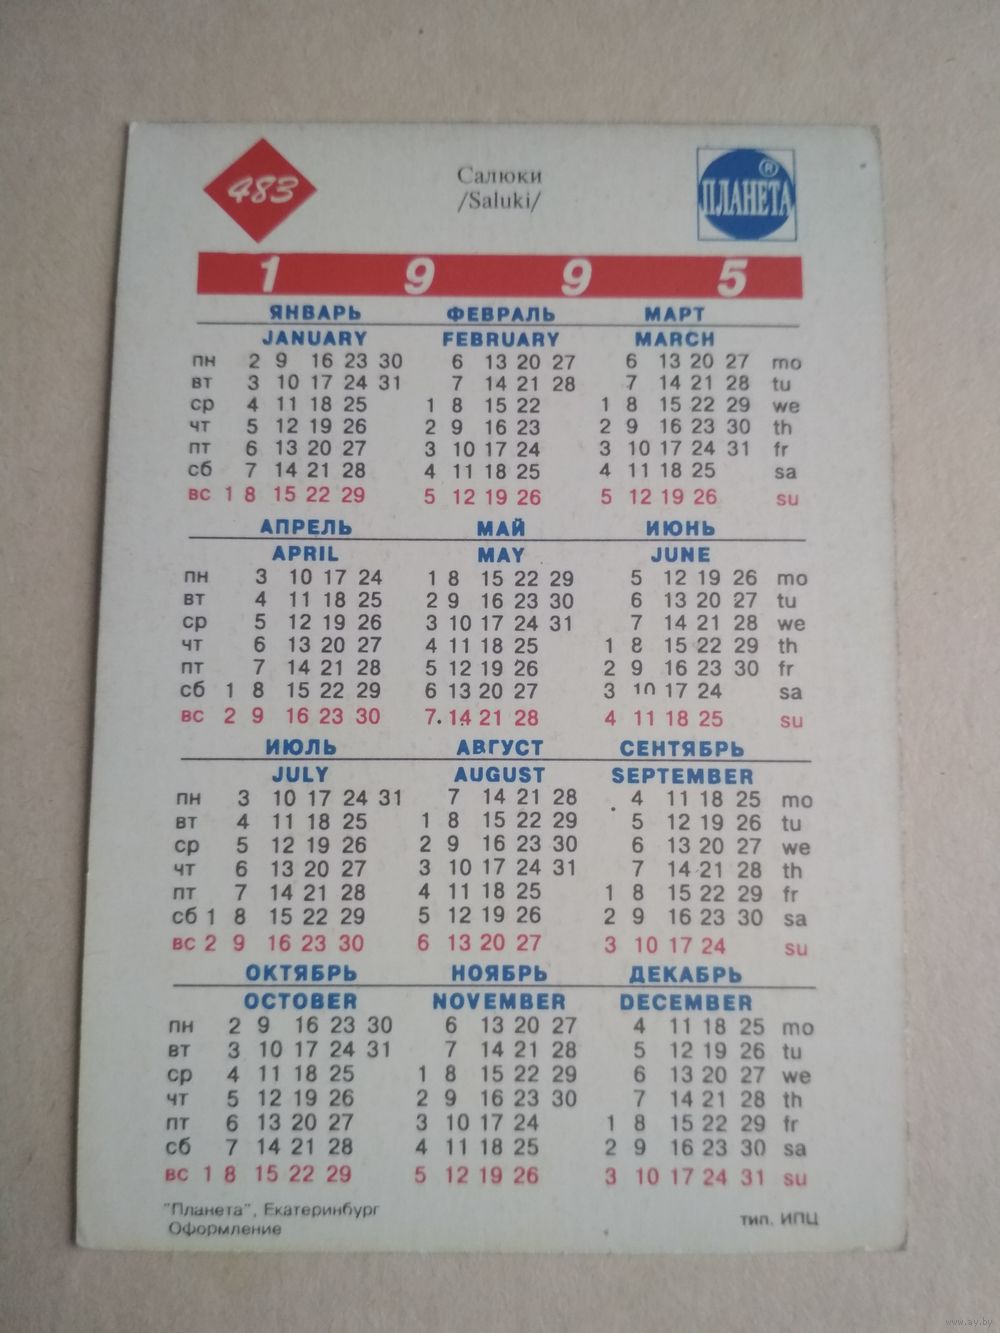 483
Салюки
/Saluki/
ПЛАНЕТА ®
1 9 9 5
ЯНВАРЬ ФЕВРАЛЬ МАРТ
JANUARY FEBRUARY MARCH
пн 2 9 16 23 30 6 13 20 27 6 13 20 27 mo
вт 3 10 17 24 31 7 14 21 28 7 14 21 28 tu
ср 4 11 18 25 1 8 15 22 1 8 15 22 29 we
чт 5 12 19 26 2 9 16 23 2 9 16 23 30 th
пт 6 13 20 27 3 10 17 24 3 10 17 24 31 fr
сб 7 14 21 28 4 11 18 25 4 11 18 25 sa
вс 1 8 15 22 29 5 12 19 26 5 12 19 26 su
АПРЕЛЬ МАЙ ИЮНЬ
APRIL MAY JUNE
пн 3 10 17 24 1 8 15 22 29 5 12 19 26 mo
вт 4 11 18 25 2 9 16 23 30 6 13 20 27 tu
ср 5 12 19 26 3 10 17 24 31 7 14 21 28 we
чт 6 13 20 27 4 11 18 25 1 8 15 22 29 th
пт 7 14 21 28 5 12 19 26 2 9 16 23 30 fr
сб 1 8 15 22 29 6 13 20 27 3 10 17 24 sa
вс 2 9 16 23 30 7 14 21 28 4 11 18 25 su
ИЮЛЬ АВГУСТ СЕНТЯБРЬ
JULY AUGUST SEPTEMBER
пн 3 10 17 24 31 7 14 21 28 4 11 18 25 mo
вт 4 11 18 25 1 8 15 22 29 5 12 19 26 tu
ср 5 12 19 26 2 9 16 23 30 6 13 20 27 we
чт 6 13 20 27 3 10 17 24 31 7 14 21 28 th
пт 7 14 21 28 4 11 18 25 1 8 15 22 29 fr
сб 1 8 15 22 29 5 12 19 26 2 9 16 23 30 sa
вс 2 9 16 23 30 6 13 20 27 3 10 17 24 su
ОКТЯБРЬ НОЯБРЬ ДЕКАБРЬ
OCTOBER NOVEMBER DECEMBER
пн 2 9 16 23 30 6 13 20 27 4 11 18 25 mo
вт 3 10 17 24 31 7 14 21 28 5 12 19 26 tu
ср 4 11 18 25 1 8 15 22 29 6 13 20 27 we
чт 5 12 19 26 2 9 16 23 30 7 14 21 28 th
пт 6 13 20 27 3 10 17 24 1 8 15 22 29 fr
сб 7 14 21 28 4 11 18 25 2 9 16 23 30 sa
вс 1 8 15 22 29 5 12 19 26 3 10 17 24 31 su
"Планета", Екатеринбург
Оформление
тип. ИПЦ
www.ay.by